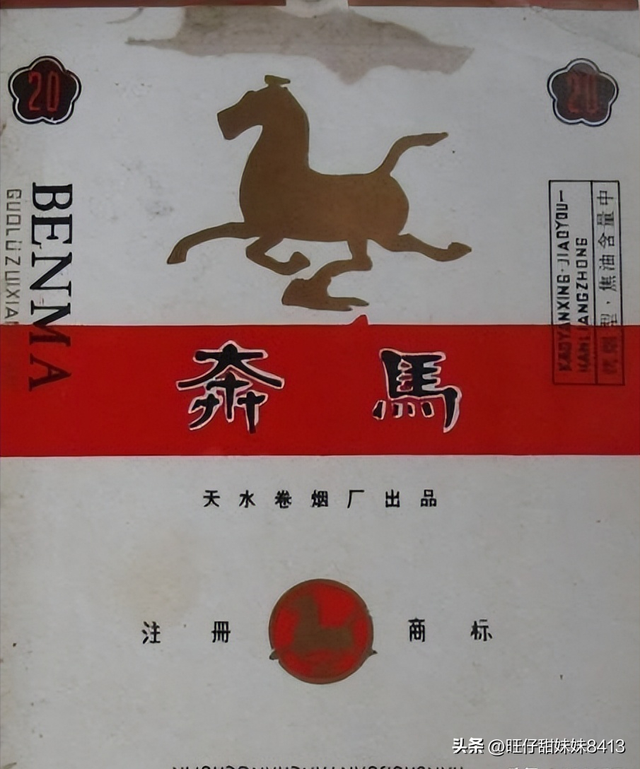 20
20
BENMA
GUOLÜZUIXIAN
KAOYANXING·JIAOYOU—
HANLIANGZHONG
烤烟型·焦油含量中
奔馬
天水卷烟厂出品
注册 商标
头条 @旺仔甜妹妹8413